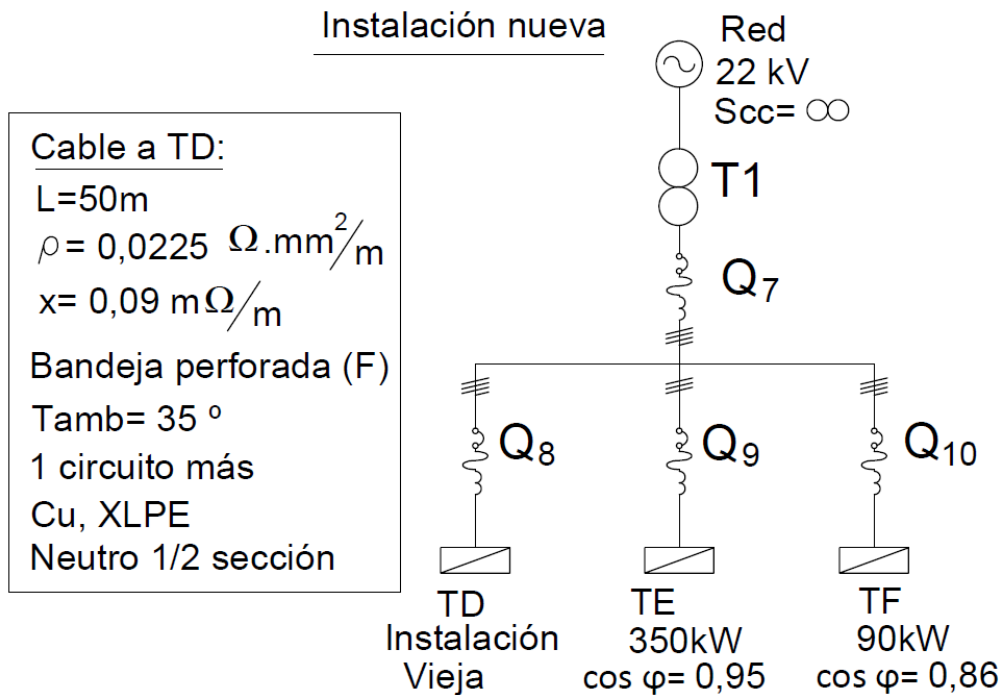 Instalación nueva
Red
22 kV
Scc= ∞
T1
Cable a TD:
L=50m
ρ= 0,0225 Ω.mm²/m
x= 0,09 mΩ/m
Bandeja perforada (F)
Tamb= 35 º
1 circuito más
Cu, XLPE
Neutro 1/2 sección
Q7
Q8
Q9
Q10
TD
Instalación
Vieja
TE
350kW
cos φ= 0,95
TF
90kW
cos φ= 0,86